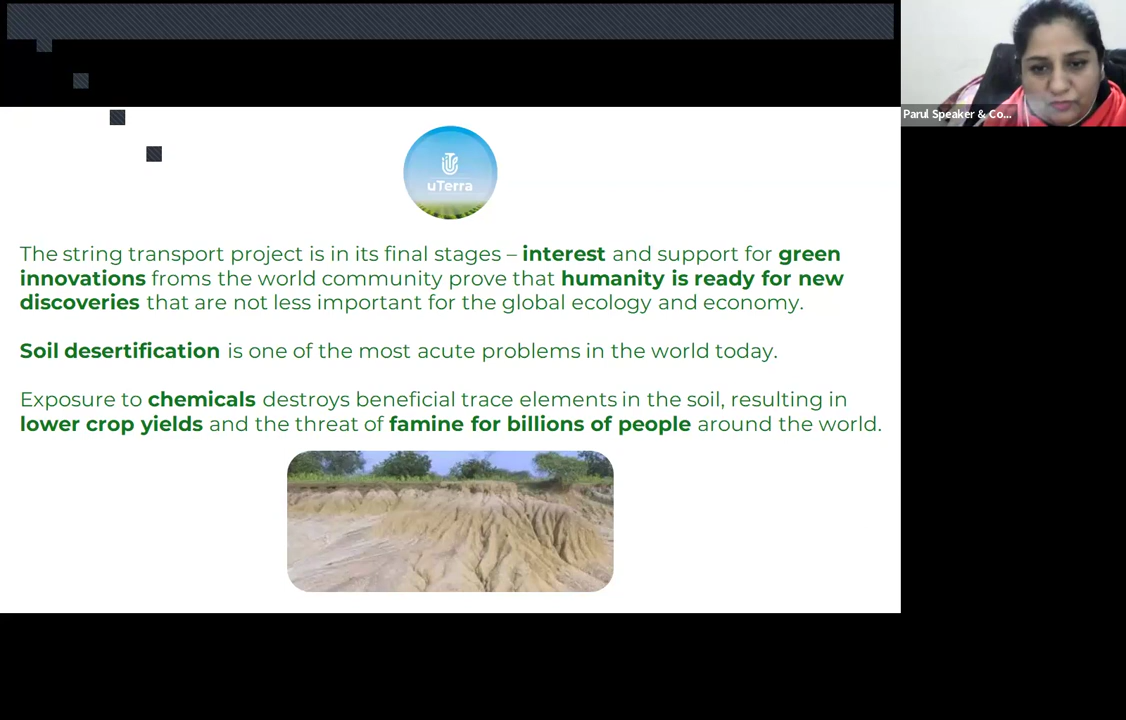 Parul Speaker & Co...
uTerra
The string transport project is in its final stages – interest and support for green
innovations froms the world community prove that humanity is ready for new
discoveries that are not less important for the global ecology and economy.
Soil desertification is one of the most acute problems in the world today.
Exposure to chemicals destroys beneficial trace elements in the soil, resulting in
lower crop yields and the threat of famine for billions of people around the world.